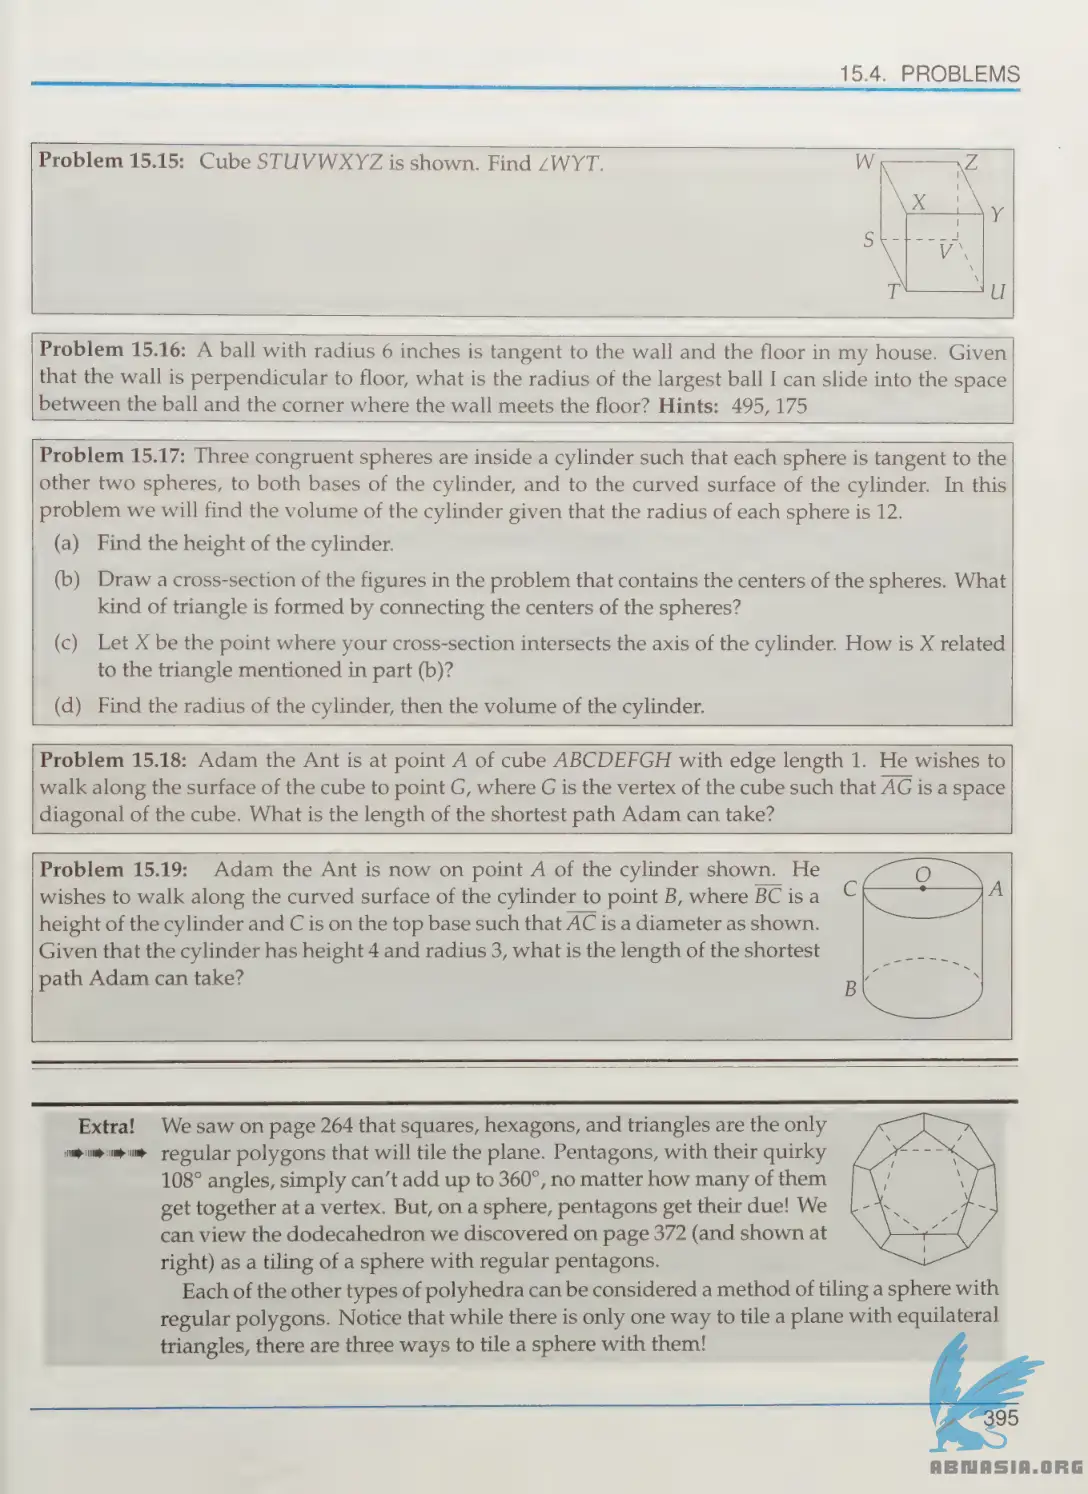 15.4. PROBLEMS
Problem 15.15: Cube STUVWXYZ is shown. Find ∠WYT.
W
Z
X
Y
S
V
T
U
Problem 15.16: A ball with radius 6 inches is tangent to the wall and the floor in my house. Given
that the wall is perpendicular to floor, what is the radius of the largest ball I can slide into the space
between the ball and the corner where the wall meets the floor? Hints: 495, 175
Problem 15.17: Three congruent spheres are inside a cylinder such that each sphere is tangent to the
other two spheres, to both bases of the cylinder, and to the curved surface of the cylinder. In this
problem we will find the volume of the cylinder given that the radius of each sphere is 12.
(a) Find the height of the cylinder.
(b) Draw a cross-section of the figures in the problem that contains the centers of the spheres. What
kind of triangle is formed by connecting the centers of the spheres?
(c) Let X be the point where your cross-section intersects the axis of the cylinder. How is X related
to the triangle mentioned in part (b)?
(d) Find the radius of the cylinder, then the volume of the cylinder.
Problem 15.18: Adam the Ant is at point A of cube ABCDEFGH with edge length 1. He wishes to
walk along the surface of the cube to point G, where G is the vertex of the cube such that A̅G̅ is a space
diagonal of the cube. What is the length of the shortest path Adam can take?
Problem 15.19: Adam the Ant is now on point A of the cylinder shown. He
wishes to walk along the curved surface of the cylinder to point B, where B̅C̅ is a
height of the cylinder and C is on the top base such that A̅C̅ is a diameter as shown.
Given that the cylinder has height 4 and radius 3, what is the length of the shortest
path Adam can take?
O
C
A
B
Extra! We saw on page 264 that squares, hexagons, and triangles are the only
regular polygons that will tile the plane. Pentagons, with their quirky
108° angles, simply can't add up to 360°, no matter how many of them
get together at a vertex. But, on a sphere, pentagons get their due! We
can view the dodecahedron we discovered on page 372 (and shown at
right) as a tiling of a sphere with regular pentagons.
Each of the other types of polyhedra can be considered a method of tiling a sphere with
regular polygons. Notice that while there is only one way to tile a plane with equilateral
triangles, there are three ways to tile a sphere with them!
395
ABNASIA.ORG